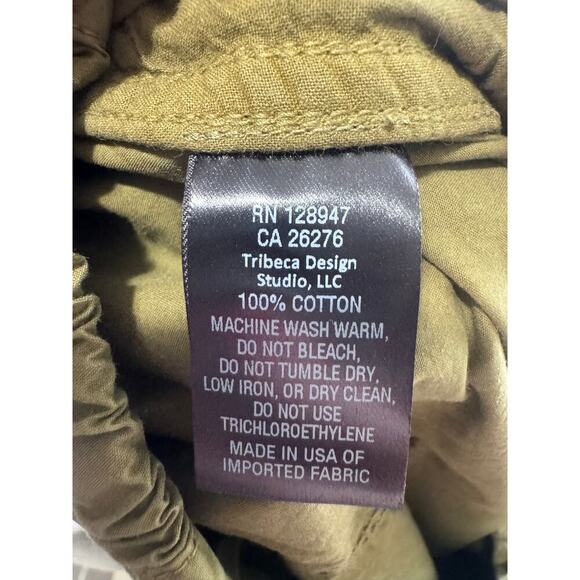 RN 128947
CA 26276
Tribeca Design
Studio, LLC
100% COTTON
MACHINE WASH WARM,
DO NOT BLEACH,
DO NOT TUMBLE DRY,
LOW IRON, OR DRY CLEAN,
DO NOT USE
TRICHLOROETHYLENE
MADE IN USA OF
IMPORTED FABRIC